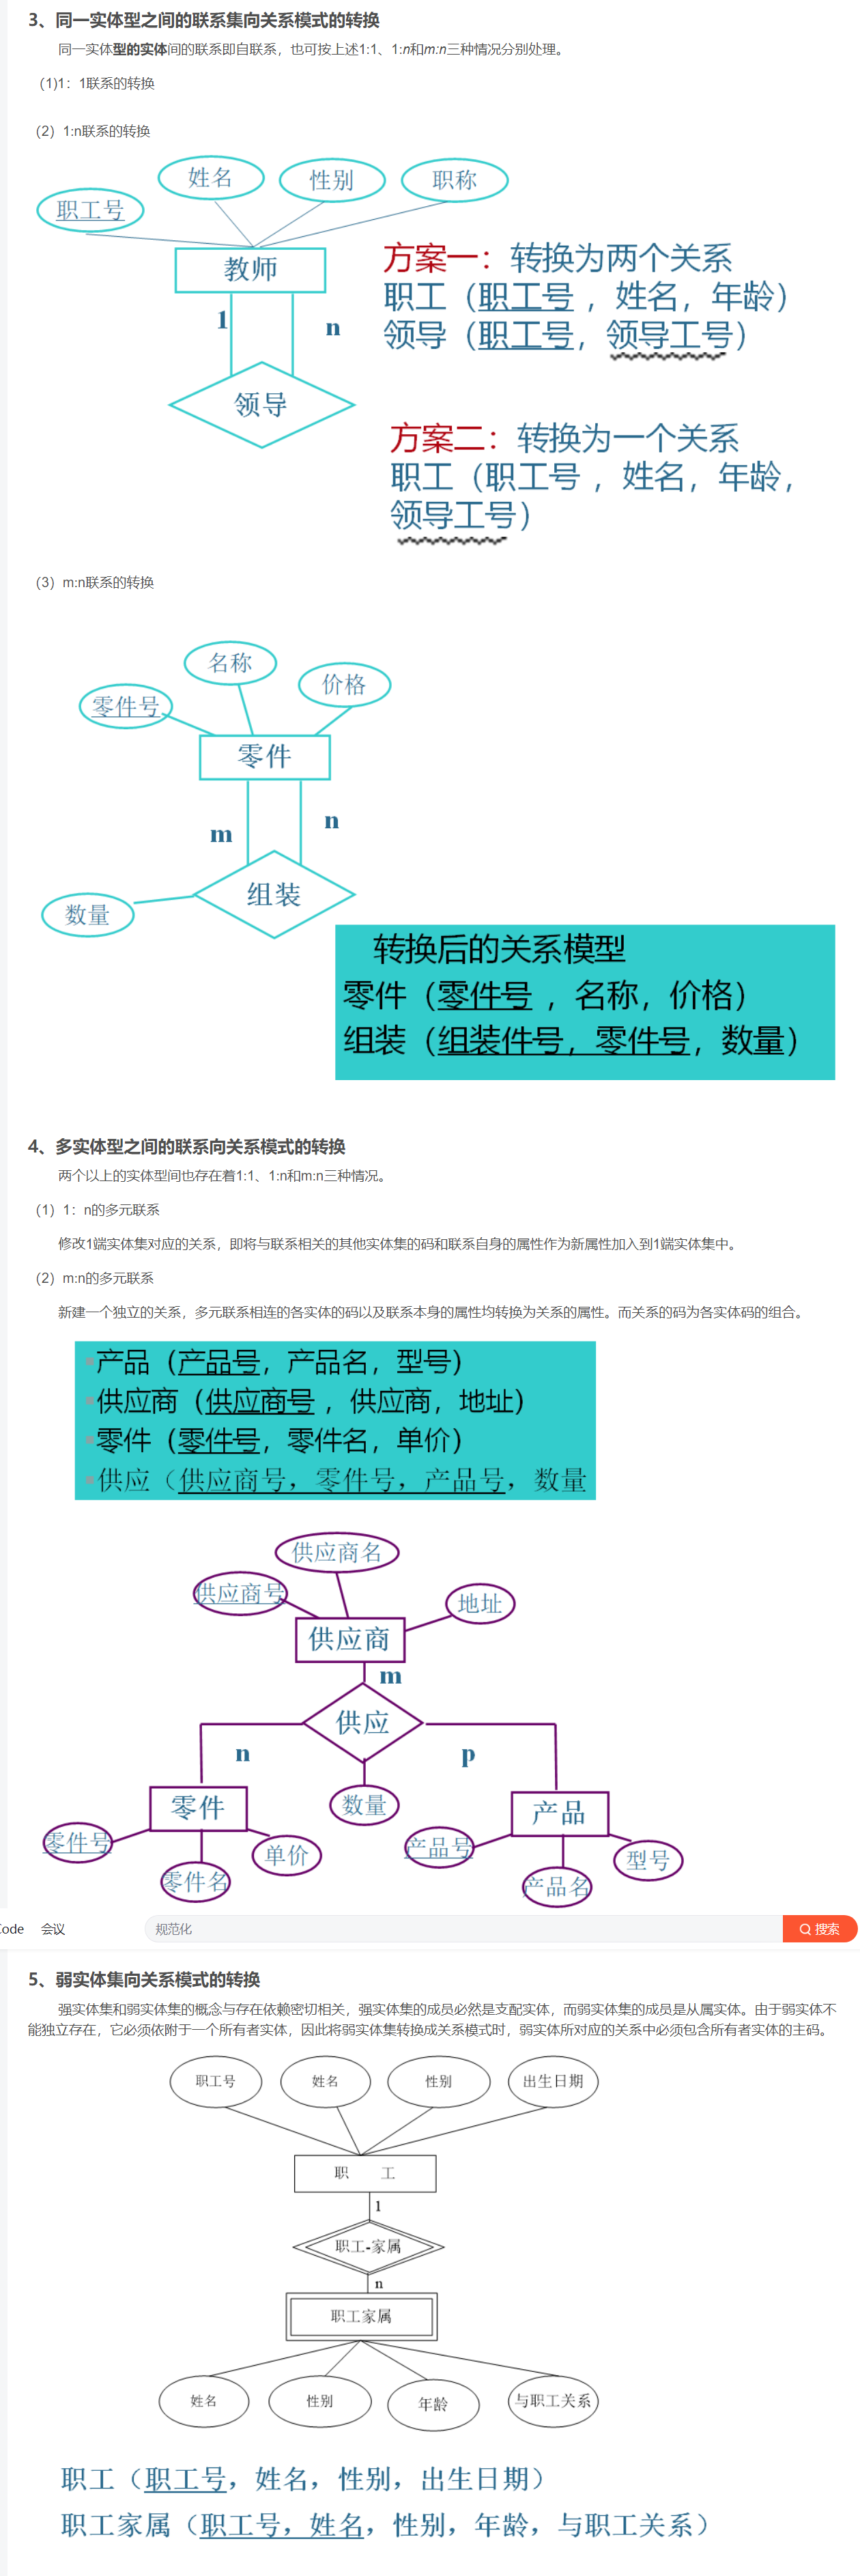 3、同一实体型之间的联系集向关系模式的转换
同一实体型的实体间的联系即自联系，也可按上述1:1、1:n和m:n三种情况分别处理。
(1)1：1联系的转换
（2）1:n联系的转换
姓名
性别
职称
职工号
教师
1
n
领导
方案一：转换为两个关系
职工（职工号 ，姓名，年龄）
领导（职工号，领导工号）
方案二：转换为一个关系
职工（职工号 ，姓名，年龄，
领导工号）
（3）m:n联系的转换
名称
价格
零件号
零件
m
n
组装
数量
转换后的关系模型
零件（零件号 ，名称，价格）
组装（组装件号，零件号，数量）
4、多实体型之间的联系向关系模式的转换
两个以上的实体型间也存在着1:1、1:n和m:n三种情况。
（1）1：n的多元联系
修改1端实体集对应的关系，即将与联系相关的其他实体集的码和联系自身的属性作为新属性加入到1端实体集中。
（2）m:n的多元联系
新建一个独立的关系，多元联系相连的各实体的码以及联系本身的属性均转换为关系的属性。而关系的码为各实体码的组合。
产品（产品号，产品名，型号）
供应商（供应商号 ，供应商，地址）
零件（零件号，零件名，单价）
供应（供应商号，零件号，产品号，数量
供应商名
供应商号
地址
供应商
m
供应
n
p
零件
数量
产品
零件号
零件名
单价
产品号
产品名
型号
Code 会议 规范化 搜索
5、弱实体集向关系模式的转换
强实体集和弱实体集的概念与存在依赖密切相关，强实体集的成员必然是支配实体，而弱实体集的成员是从属实体。由于弱实体不
能独立存在，它必须依附于一个所有者实体，因此将弱实体集转换成关系模式时，弱实体所对应的关系中必须包含所有者实体的主码。
职工号
姓名
性别
出生日期
职 工
1
职工-家属
n
职工家属
姓名
性别
年龄
与职工关系
职工（职工号，姓名，性别，出生日期）
职工家属（职工号，姓名，性别，年龄，与职工关系）